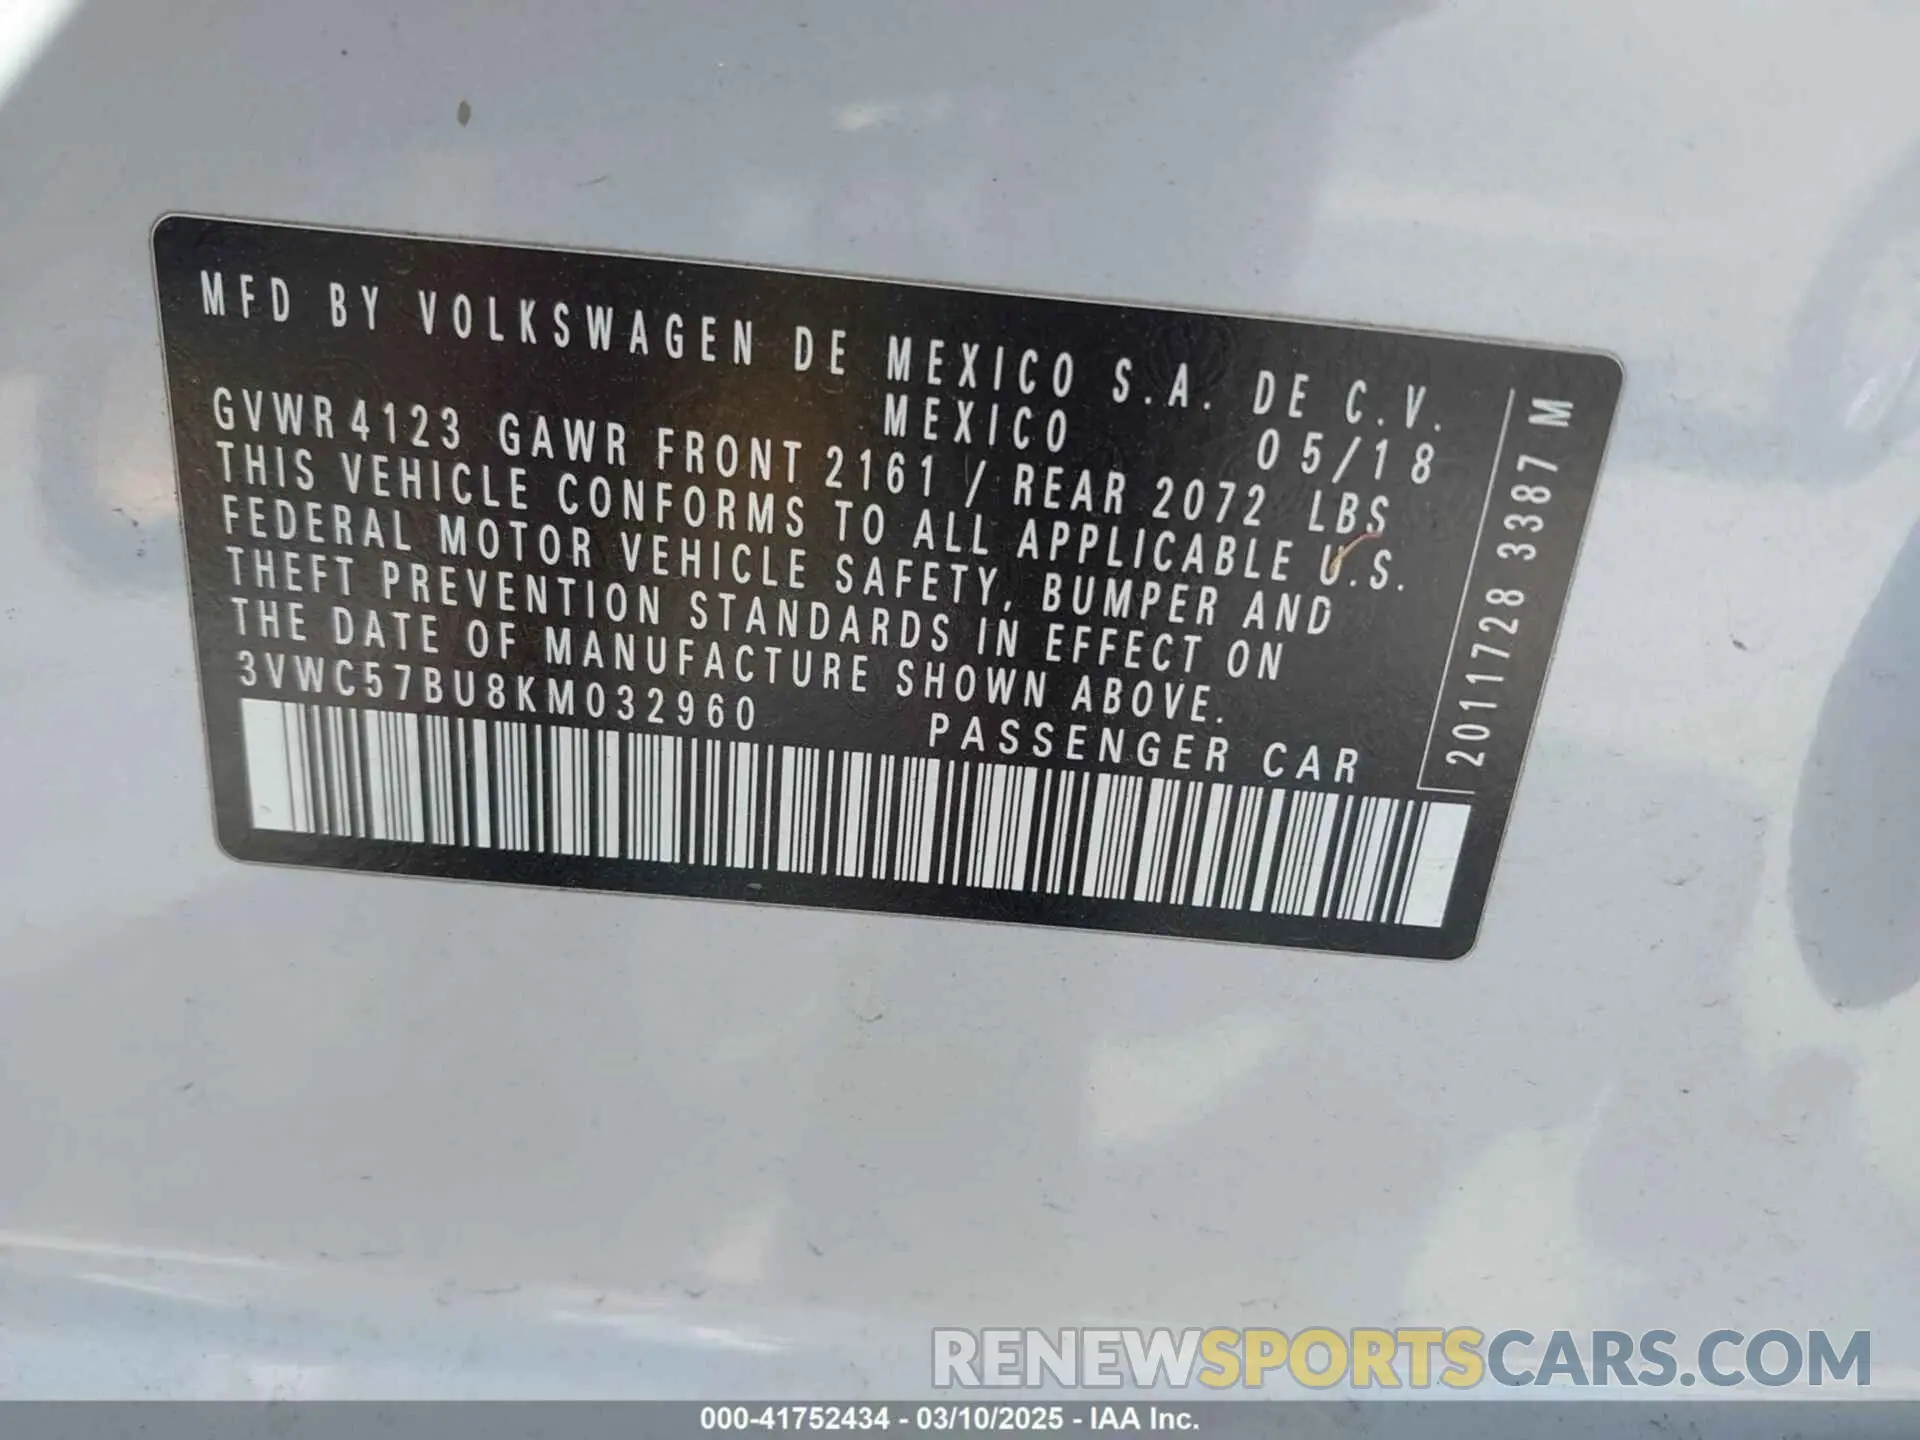 MFD BY VOLKSWAGEN DE MEXICO S.A. DE C.V.
MEXICO 05/18
GVWR 4123 GAWR FRONT 2161 / REAR 2072 LBS
THIS VEHICLE CONFORMS TO ALL APPLICABLE U.S.
FEDERAL MOTOR VEHICLE SAFETY, BUMPER AND
THEFT PREVENTION STANDARDS IN EFFECT ON
THE DATE OF MANUFACTURE SHOWN ABOVE.
3VWC57BU8KM032960 PASSENGER CAR
2011728 3387 M
RENEWSPORTSCARS.COM
000-41752434 - 03/10/2025 - IAA Inc.